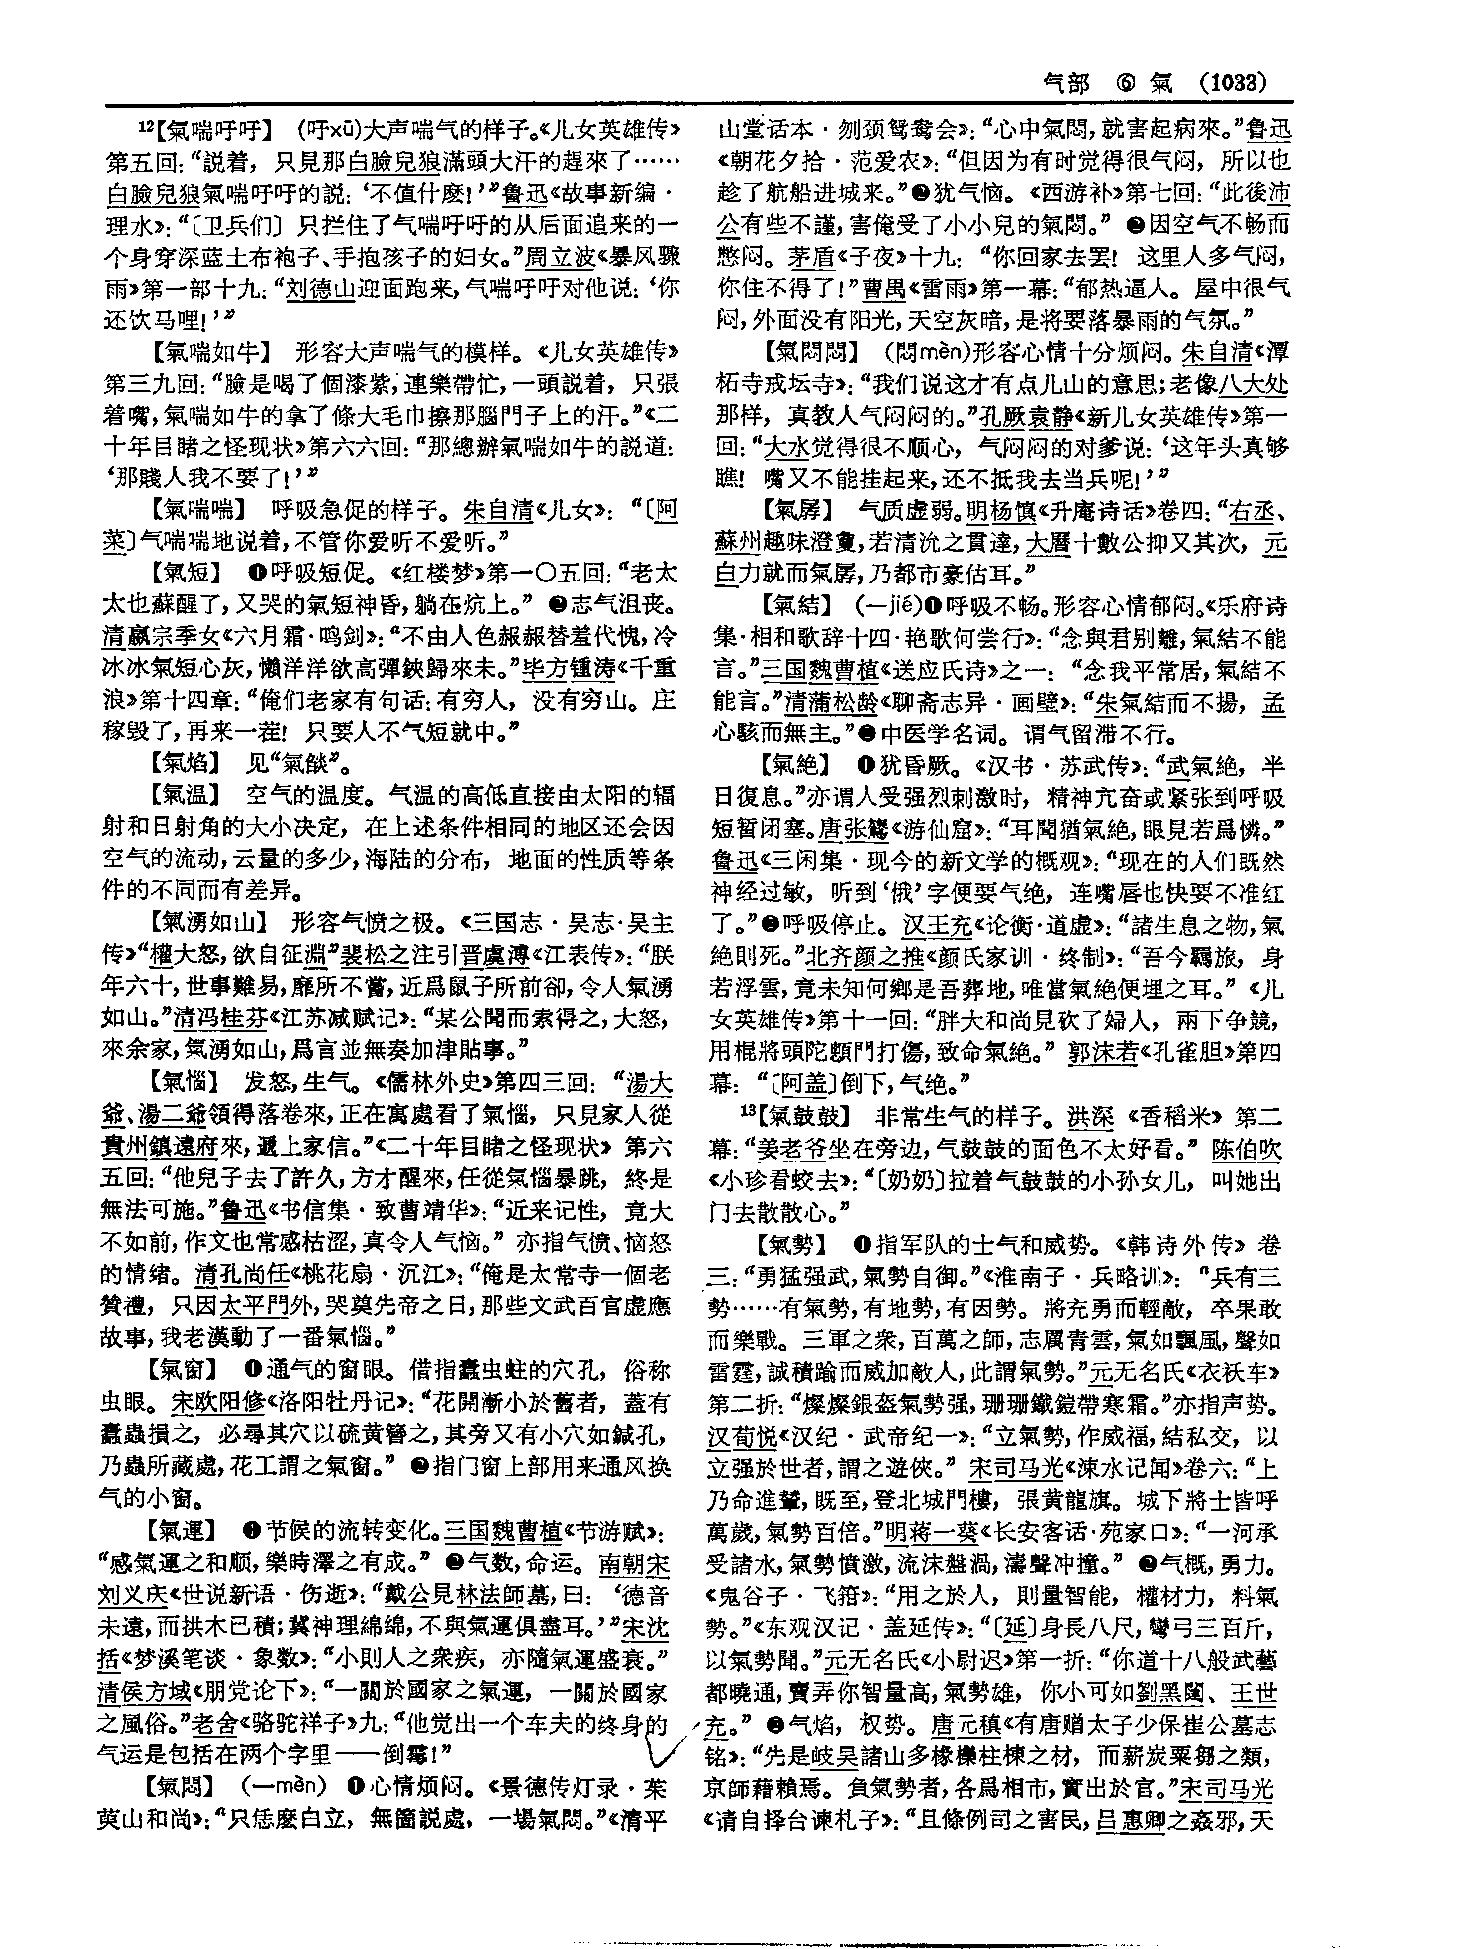 气部 ⑥ 氣 (1033)
12【氣喘吁吁】 (吁xū)大声喘气的样子。《儿女英雄传》
第五回:“説着，只見那白臉兒狼滿頭大汗的趕來了……
白臉兒狼氣喘吁吁的説:‘不值什麽!’”鲁迅《故事新编·
理水》:“〔卫兵们〕只拦住了气喘吁吁的从后面追来的一
个身穿深蓝土布袍子、手抱孩子的妇女。”周立波《暴风骤
雨》第一部十九:“刘德山迎面跑来,气喘吁吁对他说:‘你
还饮马哩!’”
【氣喘如牛】 形容大声喘气的模样。《儿女英雄传》
第三九回:“臉是喝了個漆紫,連樂帶忙,一頭説着，只張
着嘴,氣喘如牛的拿了條大毛巾擦那腦門子上的汗。”《二
十年目睹之怪现状》第六六回:“那總辦氣喘如牛的説道:
‘那賤人我不要了!’”
【氣喘喘】 呼吸急促的样子。朱自清《儿女》:“〔阿
菜〕气喘喘地说着,不管你爱听不爱听。”
【氣短】 ❶呼吸短促。《红楼梦》第一〇五回:“老太
太也蘇醒了,又哭的氣短神昏,躺在炕上。” ❷志气沮丧。
清嬴宗季女《六月霜·鸣剑》:“不由人色赧赧替羞代愧,冷
冰冰氣短心灰,懶洋洋欲高彈鋏歸來未。”毕方锺涛《千重
浪》第十四章:“俺们老家有句话:有穷人，没有穷山。庄
稼毁了,再来一茬! 只要人不气短就中。”
【氣焰】 见“氣燄”。
【氣温】 空气的温度。气温的高低直接由太阳的辐
射和日射角的大小决定，在上述条件相同的地区还会因
空气的流动,云量的多少,海陆的分布，地面的性质等条
件的不同而有差异。
【氣湧如山】 形容气愤之极。《三国志·吴志·吴主
传》“權大怒,欲自征淵”裴松之注引晋虞溥《江表传》:“朕
年六十,世事難易,靡所不嘗,近爲鼠子所前卻,令人氣湧
如山。”清冯桂芬《江苏减赋记》:“某公聞而索得之,大怒,
來余家,氣湧如山,爲言並無奏加津貼事。”
【氣惱】 发怒,生气。《儒林外史》第四三回:“湯大
爺、湯二爺領得落卷來,正在寓處看了氣惱，只見家人從
貴州鎮遠府來,遞上家信。”《二十年目睹之怪现状》第六
五回:“他兒子去了許久,方才醒來,任從氣惱暴跳，終是
無法可施。”鲁迅《书信集·致曹靖华》:“近来记性，竟大
不如前,作文也常感枯涩,真令人气恼。” 亦指气愤、恼怒
的情绪。清孔尚任《桃花扇·沉江》:“俺是太常寺一個老
贊禮，只因太平門外,哭奠先帝之日,那些文武百官虚應
故事,我老漢動了一番氣惱。”
【氣窗】 ❶通气的窗眼。借指蠹虫蛀的穴孔，俗称
虫眼。宋欧阳修《洛阳牡丹记》:“花開漸小於舊者，蓋有
蠹蟲損之，必尋其穴以硫黄簪之,其旁又有小穴如鍼孔,
乃蟲所藏處,花工謂之氣窗。” ❷指门窗上部用来通风换
气的小窗。
【氣運】 ❶节候的流转变化。三国魏曹植《节游赋》:
“感氣運之和顺,樂時澤之有成。” ❷气数,命运。南朝宋
刘义庆《世说新语·伤逝》:“戴公見林法師墓,曰:‘德音
未遠,而拱木已積;冀神理綿綿,不與氣運俱盡耳。’”宋沈
括《梦溪笔谈·象数》:“小則人之衆疾，亦隨氣運盛衰。”
清侯方域《朋党论下》:“一關於國家之氣運，一關於國家
之風俗。”老舍《骆驼祥子》九:“他觉出一个车夫的终身的
气运是包括在两个字里——倒霉!”
【氣悶】 (—mèn) ❶心情烦闷。《景德传灯录·茱
萸山和尚》:“只恁麽白立，無箇説處，一場氣悶。”《清平
山堂话本·刎颈鸳鸯会》:“心中氣悶,就害起病來。”鲁迅
《朝花夕拾·范爱农》:“但因为有时觉得很气闷，所以也
趁了航船进城来。”❷犹气恼。《西游补》第七回:“此後沛
公有些不謹,害俺受了小小兒的氣悶。” ❸因空气不畅而
憋闷。茅盾《子夜》十九:“你回家去罢! 这里人多气闷,
你住不得了!”曹禺《雷雨》第一幕:“郁热逼人。屋中很气
闷,外面没有阳光,天空灰暗,是将要落暴雨的气氛。”
【氣悶悶】 (悶mèn)形容心情十分烦闷。朱自清《潭
柘寺戒坛寺》:“我们说这才有点儿山的意思;老像八大处
那样，真教人气闷闷的。”孔厥袁静《新儿女英雄传》第一
回:“大水觉得很不顺心，气闷闷的对爹说:‘这年头真够
瞧! 嘴又不能挂起来,还不抵我去当兵呢!’”
【氣孱】 气质虚弱。明杨慎《升庵诗话》卷四:“右丞、
蘇州趣味澄敻,若清沇之貫達,大曆十數公抑又其次，元
白力就而氣孱,乃都市豪估耳。”
【氣結】 (—jié)❶呼吸不畅。形容心情郁闷。《乐府诗
集·相和歌辞十四·艳歌何尝行》:“念與君别離,氣結不能
言。”三国魏曹植《送应氏诗》之一:“念我平常居,氣結不
能言。”清蒲松龄《聊斋志异·画壁》:“朱氣結而不揚，孟
心駭而無主。”❷中医学名词。谓气留滞不行。
【氣絶】 ❶犹昏厥。《汉书·苏武传》:“武氣絶，半
日復息。”亦谓人受强烈刺激时，精神亢奋或紧张到呼吸
短暂闭塞。唐张鷟《游仙窟》:“耳聞猶氣絶,眼見若爲憐。”
鲁迅《三闲集·现今的新文学的概观》:“现在的人们既然
神经过敏，听到‘俄’字便要气绝，连嘴唇也快要不准红
了。”❷呼吸停止。汉王充《论衡·道虚》:“諸生息之物,氣
絶則死。”北齐颜之推《颜氏家训·终制》:“吾今羈旅，身
若浮雲,竟未知何鄉是吾葬地,唯當氣絶便埋之耳。” 《儿
女英雄传》第十一回:“胖大和尚見砍了婦人，兩下争競,
用棍將頭陀顖門打傷,致命氣絶。” 郭沫若《孔雀胆》第四
幕:“〔阿盖〕倒下,气绝。”
13【氣鼓鼓】 非常生气的样子。洪深《香稻米》第二
幕:“姜老爷坐在旁边,气鼓鼓的面色不太好看。” 陈伯吹
《小珍看蛟去》:“〔奶奶〕拉着气鼓鼓的小孙女儿，叫她出
门去散散心。”
【氣勢】 ❶指军队的士气和威势。《韩诗外传》卷
三:“勇猛强武,氣勢自御。”《淮南子·兵略训》:“兵有三
勢……有氣勢,有地勢,有因勢。將充勇而輕敵，卒果敢
而樂戰。三軍之衆,百萬之師,志厲青雲,氣如飄風,聲如
雷霆,誠積踰而威加敵人,此謂氣勢。”元无名氏《衣袄车》
第二折:“燦燦銀盔氣勢强,珊珊鐵鎧帶寒霜。”亦指声势。
汉荀悦《汉纪·武帝纪一》:“立氣勢,作威福,結私交，以
立强於世者,謂之遊俠。” 宋司马光《涑水记闻》卷六:“上
乃命進輦,既至,登北城門樓，張黄龍旗。城下將士皆呼
萬歲,氣勢百倍。”明蒋一葵《长安客话·苑家口》:“一河承
受諸水,氣勢憤激,流沫盤渦,濤聲冲撞。” ❷气概,勇力。
《鬼谷子·飞箝》:“用之於人，則量智能，權材力，料氣
勢。”《东观汉记·盖延传》:“〔延〕身長八尺,彎弓三百斤,
以氣勢聞。”元无名氏《小尉迟》第一折:“你道十八般武藝
都曉通,賣弄你智量高,氣勢雄，你小可如劉黑闥、王世
充。” ❸气焰，权势。唐元稹《有唐赠太子少保崔公墓志
铭》:“先是岐吴諸山多椽櫟柱棟之材，而薪炭粟芻之類,
京師藉賴焉。負氣勢者,各爲相市,實出於官。”宋司马光
《请自择台谏札子》:“且條例司之害民,吕惠卿之姦邪,天